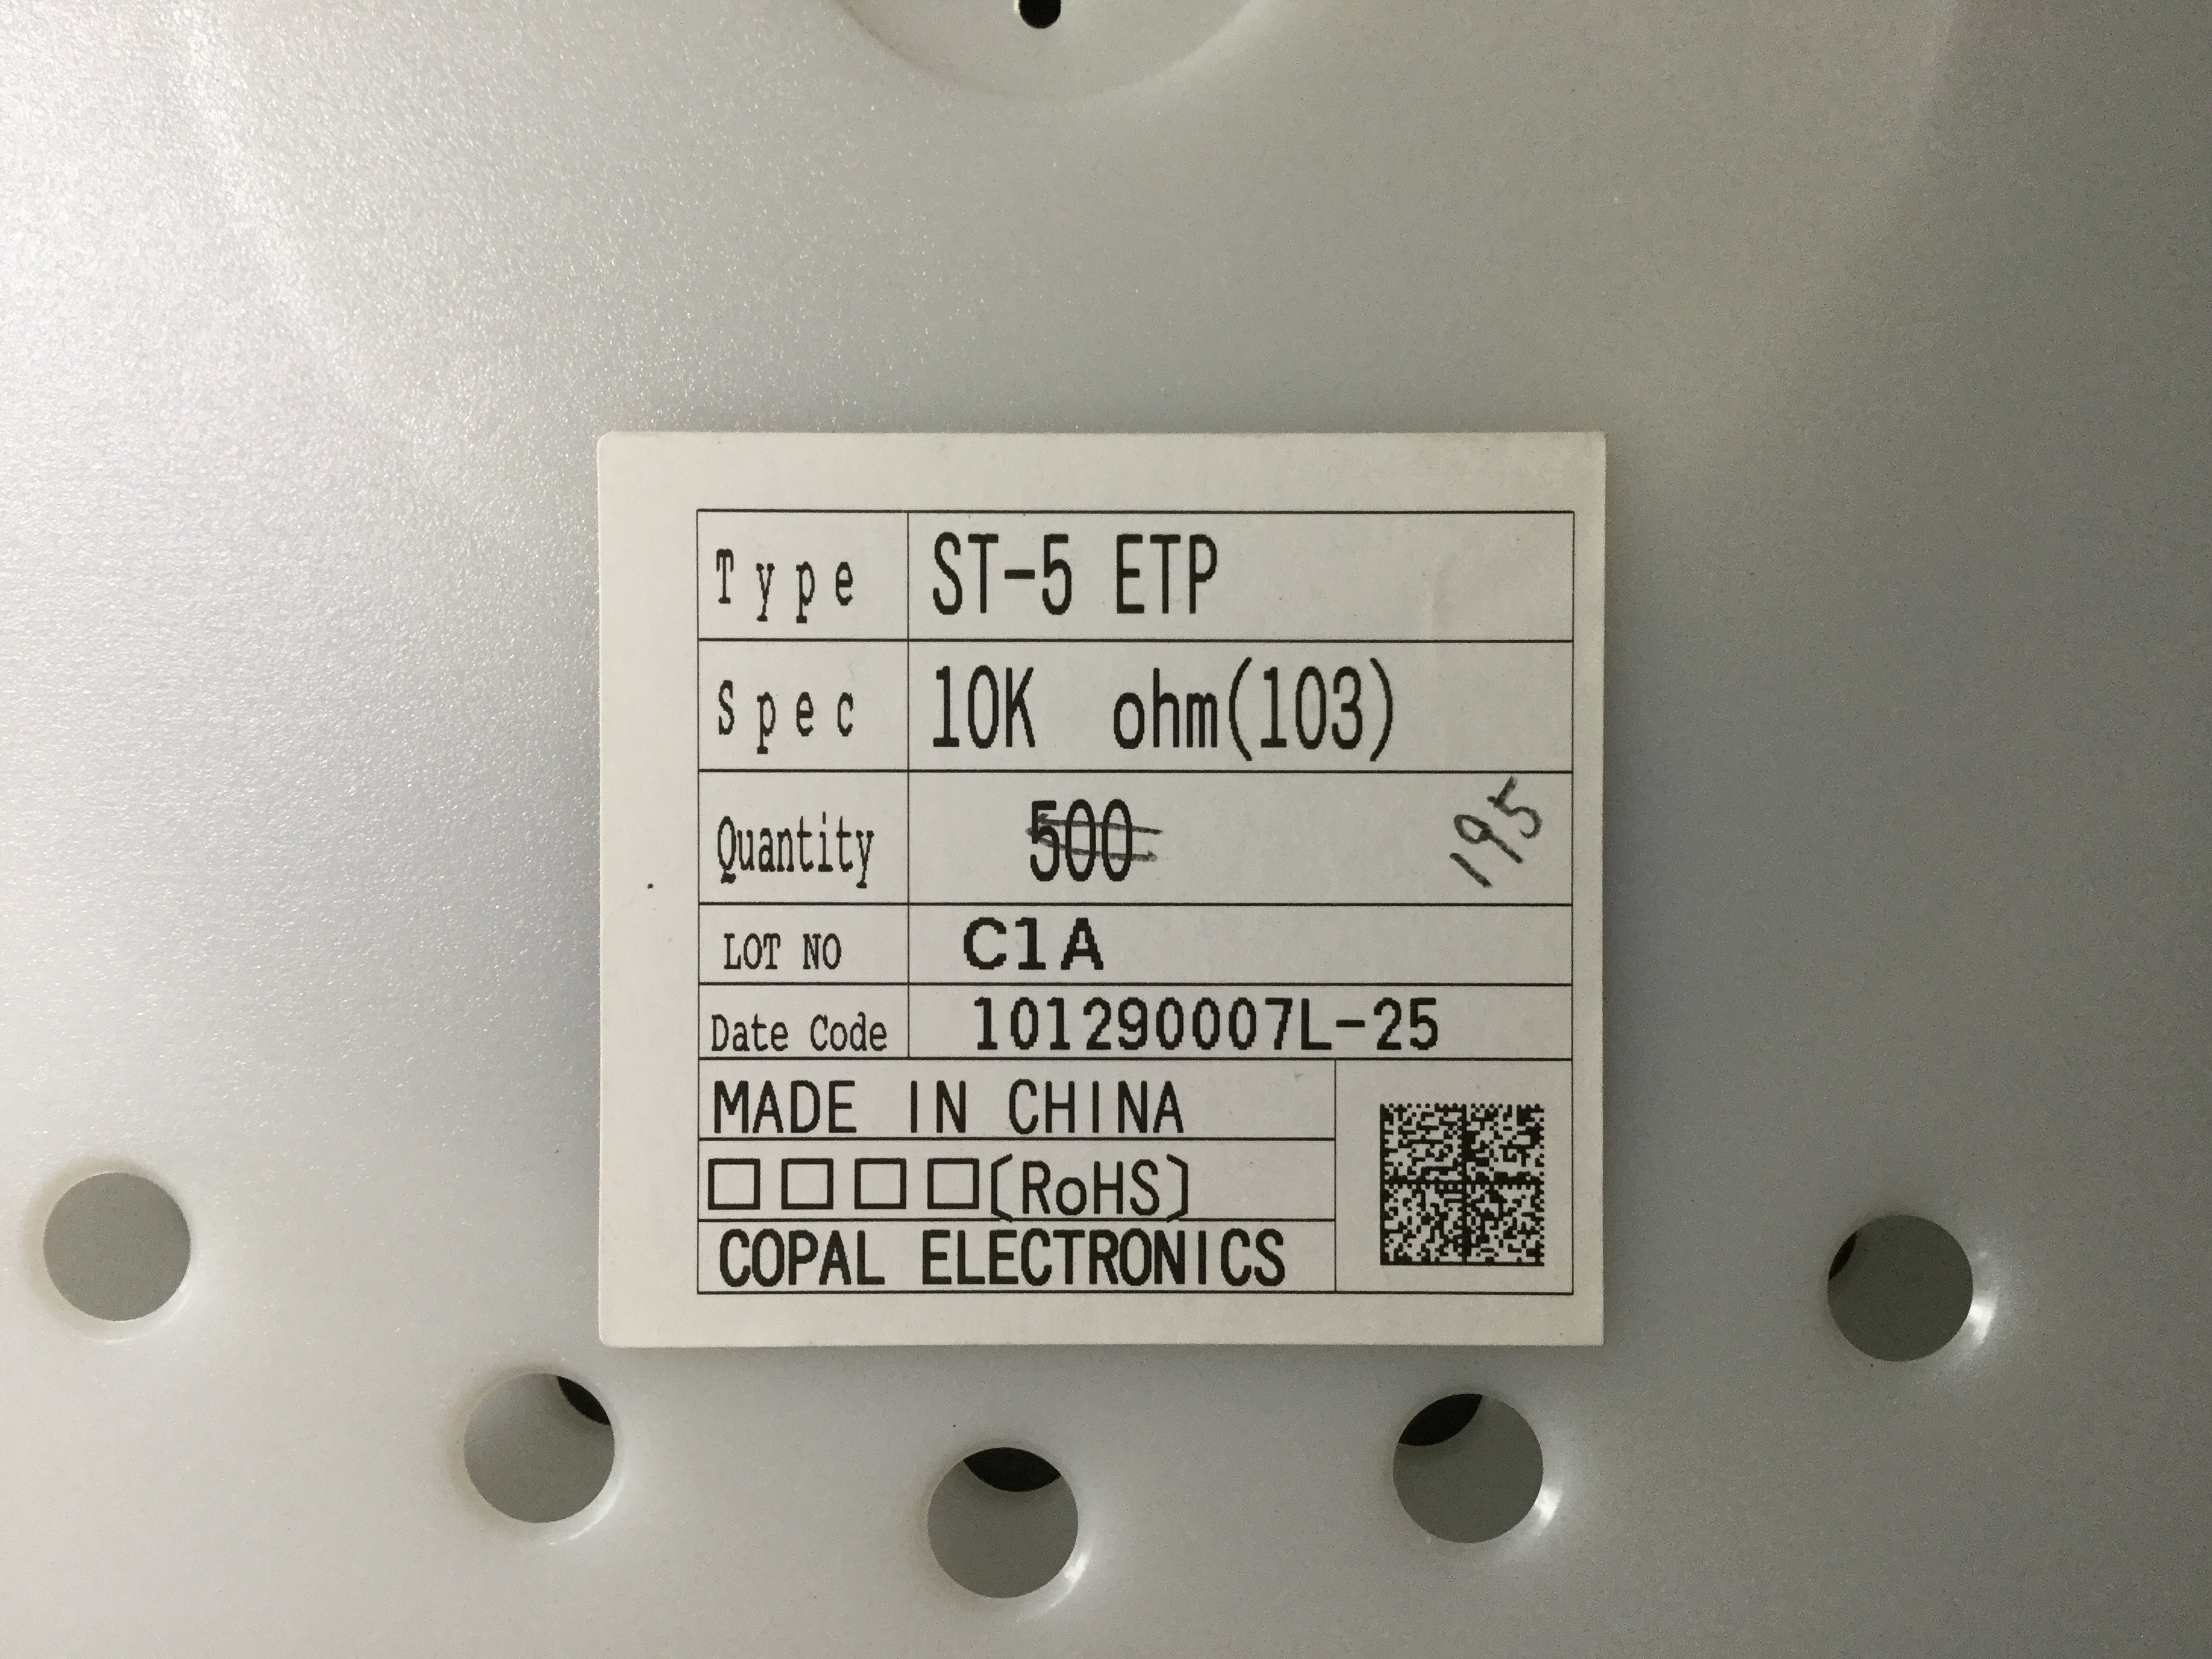 Type ST-5 ETP
Spec 10K ohm(103)
Quantity 500 195
LOT NO C1A
Date Code 101290007L-25
MADE IN CHINA
□□□□(RoHS)
COPAL ELECTRONICS